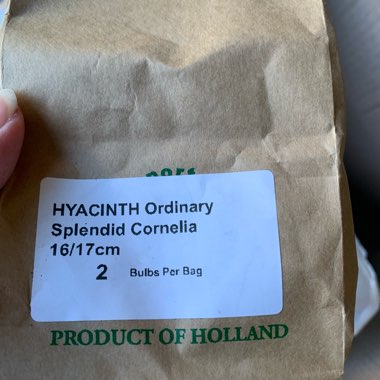 HYACINTH Ordinary
Splendid Cornelia
16/17cm
2 Bulbs Per Bag
PRODUCT OF HOLLAND